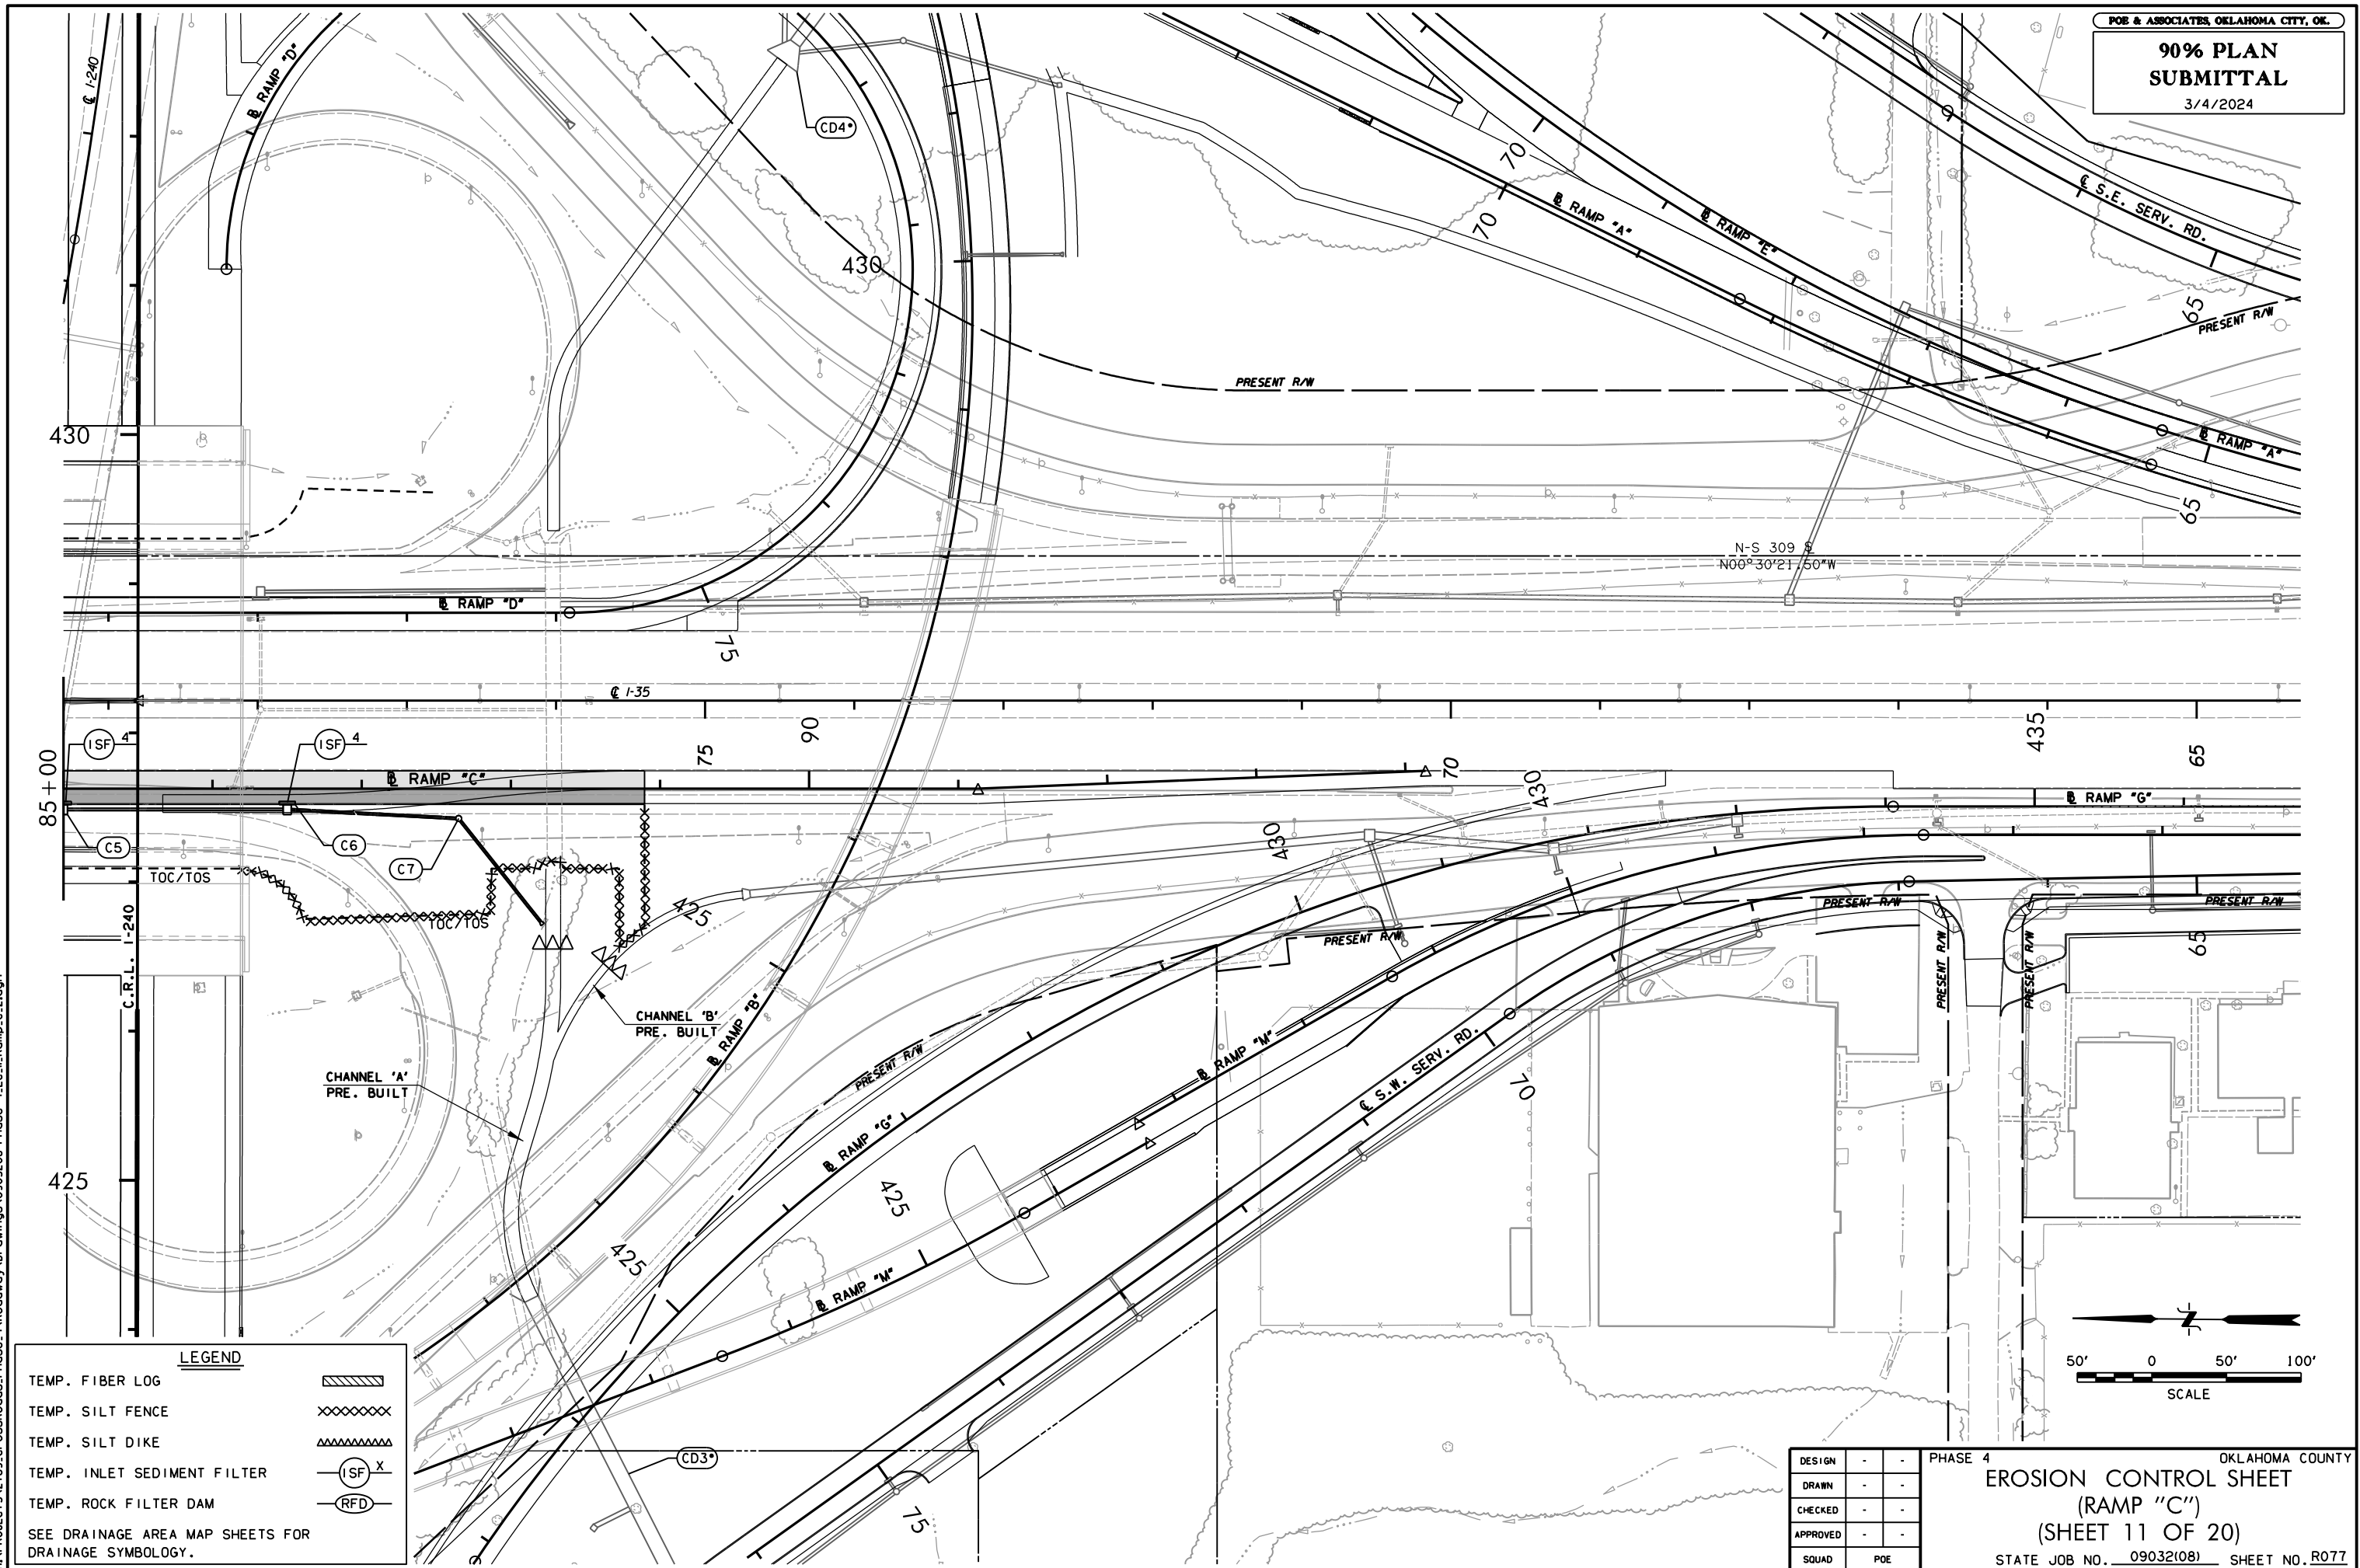 POE & ASSOCIATES, OKLAHOMA CITY, OK.
90% PLAN
SUBMITTAL
3/4/2024
℄ I-240
℄ RAMP "D"
CD4*
430
70
70
℄ RAMP "A"
℄ RAMP "E"
℄ S.E. SERV. RD.
65
PRESENT R/W
PRESENT R/W
430
℄ RAMP "A"
65
N-S 309 ℄
N00°30'21.50"W
℄ RAMP "D"
75
℄ I-35
ISF 4
ISF 4
90
75
435
65
85+00
℄ RAMP "C"
70
430
430
℄ RAMP "G"
C5
C6
C7
TOC/TOS
TOC/TOS
425
PRESENT R/W
PRESENT R/W
PRESENT R/W
65
C.R.L. I-240
PRESENT R/W
PRESENT R/W
CHANNEL 'B'
PRE. BUILT
℄ RAMP "B"
PRESENT R/W
℄ RAMP "M"
℄ S.W. SERV. RD.
70
CHANNEL 'A'
PRE. BUILT
℄ RAMP "G"
425
425
425
℄ RAMP "M"
CD3*
75
LEGEND
TEMP. FIBER LOG
TEMP. SILT FENCE
TEMP. SILT DIKE
TEMP. INLET SEDIMENT FILTER ISF X
TEMP. ROCK FILTER DAM RFD
SEE DRAINAGE AREA MAP SHEETS FOR
DRAINAGE SYMBOLOGY.
50' 0 50' 100'
SCALE
DESIGN - -
DRAWN - -
CHECKED - -
APPROVED - -
SQUAD POE
PHASE 4 OKLAHOMA COUNTY
EROSION CONTROL SHEET
(RAMP "C")
(SHEET 11 OF 20)
STATE JOB NO. 09032(08) SHEET NO. R077